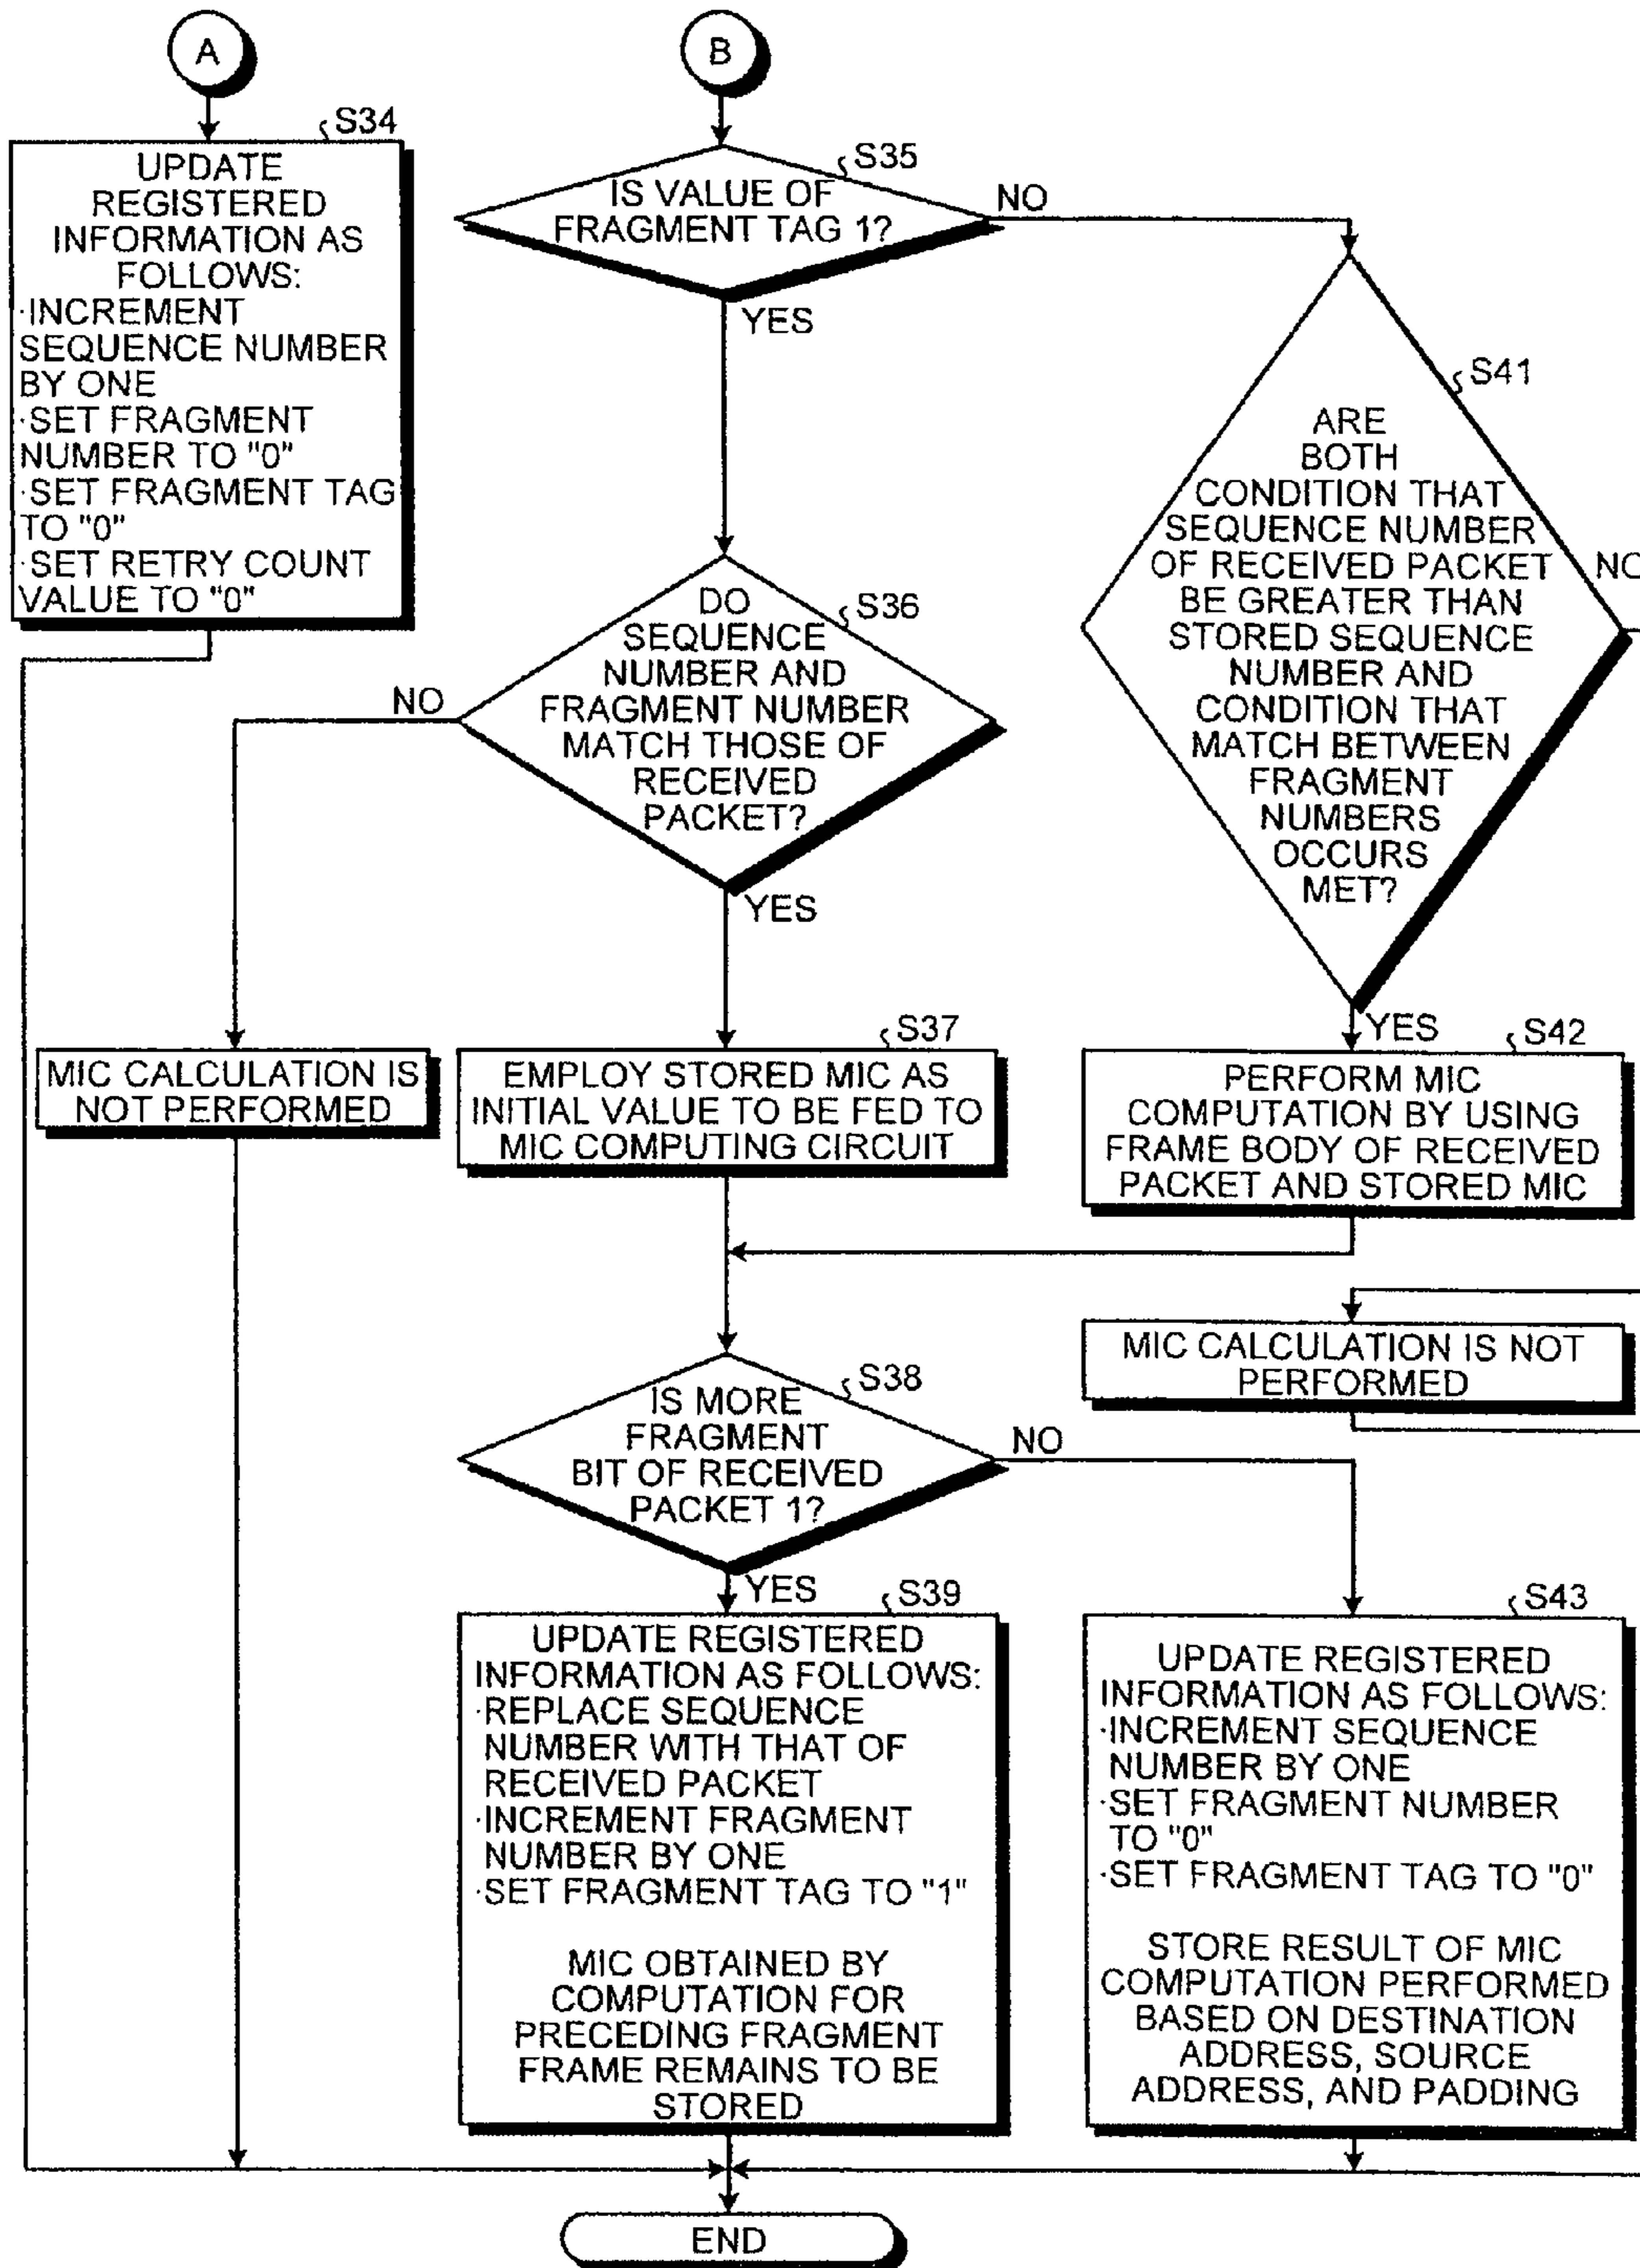 A
B
S34
UPDATE
REGISTERED
INFORMATION AS
FOLLOWS:
·INCREMENT
SEQUENCE NUMBER
BY ONE
·SET FRAGMENT
NUMBER TO "0"
·SET FRAGMENT TAG
TO "0"
·SET RETRY COUNT
VALUE TO "0"
S35
IS VALUE OF
FRAGMENT TAG 1?
NO
YES
S41
ARE
BOTH
CONDITION THAT
SEQUENCE NUMBER
OF RECEIVED PACKET
BE GREATER THAN
STORED SEQUENCE
NUMBER AND
CONDITION THAT
MATCH BETWEEN
FRAGMENT
NUMBERS
OCCURS
MET?
NO
YES
S36
DO
SEQUENCE
NUMBER AND
FRAGMENT NUMBER
MATCH THOSE OF
RECEIVED
PACKET?
NO
YES
MIC CALCULATION IS
NOT PERFORMED
S37
EMPLOY STORED MIC AS
INITIAL VALUE TO BE FED TO
MIC COMPUTING CIRCUIT
S42
PERFORM MIC
COMPUTATION BY USING
FRAME BODY OF RECEIVED
PACKET AND STORED MIC
MIC CALCULATION IS NOT
PERFORMED
S38
IS MORE
FRAGMENT
BIT OF RECEIVED
PACKET 1?
NO
YES
S39
UPDATE REGISTERED
INFORMATION AS FOLLOWS:
·REPLACE SEQUENCE
NUMBER WITH THAT OF
RECEIVED PACKET
·INCREMENT FRAGMENT
NUMBER BY ONE
·SET FRAGMENT TAG TO "1"
MIC OBTAINED BY
COMPUTATION FOR
PRECEDING FRAGMENT
FRAME REMAINS TO BE
STORED
S43
UPDATE REGISTERED
INFORMATION AS FOLLOWS:
·INCREMENT SEQUENCE
NUMBER BY ONE
·SET FRAGMENT NUMBER
TO "0"
·SET FRAGMENT TAG TO "0"
STORE RESULT OF MIC
COMPUTATION PERFORMED
BASED ON DESTINATION
ADDRESS, SOURCE
ADDRESS, AND PADDING
END